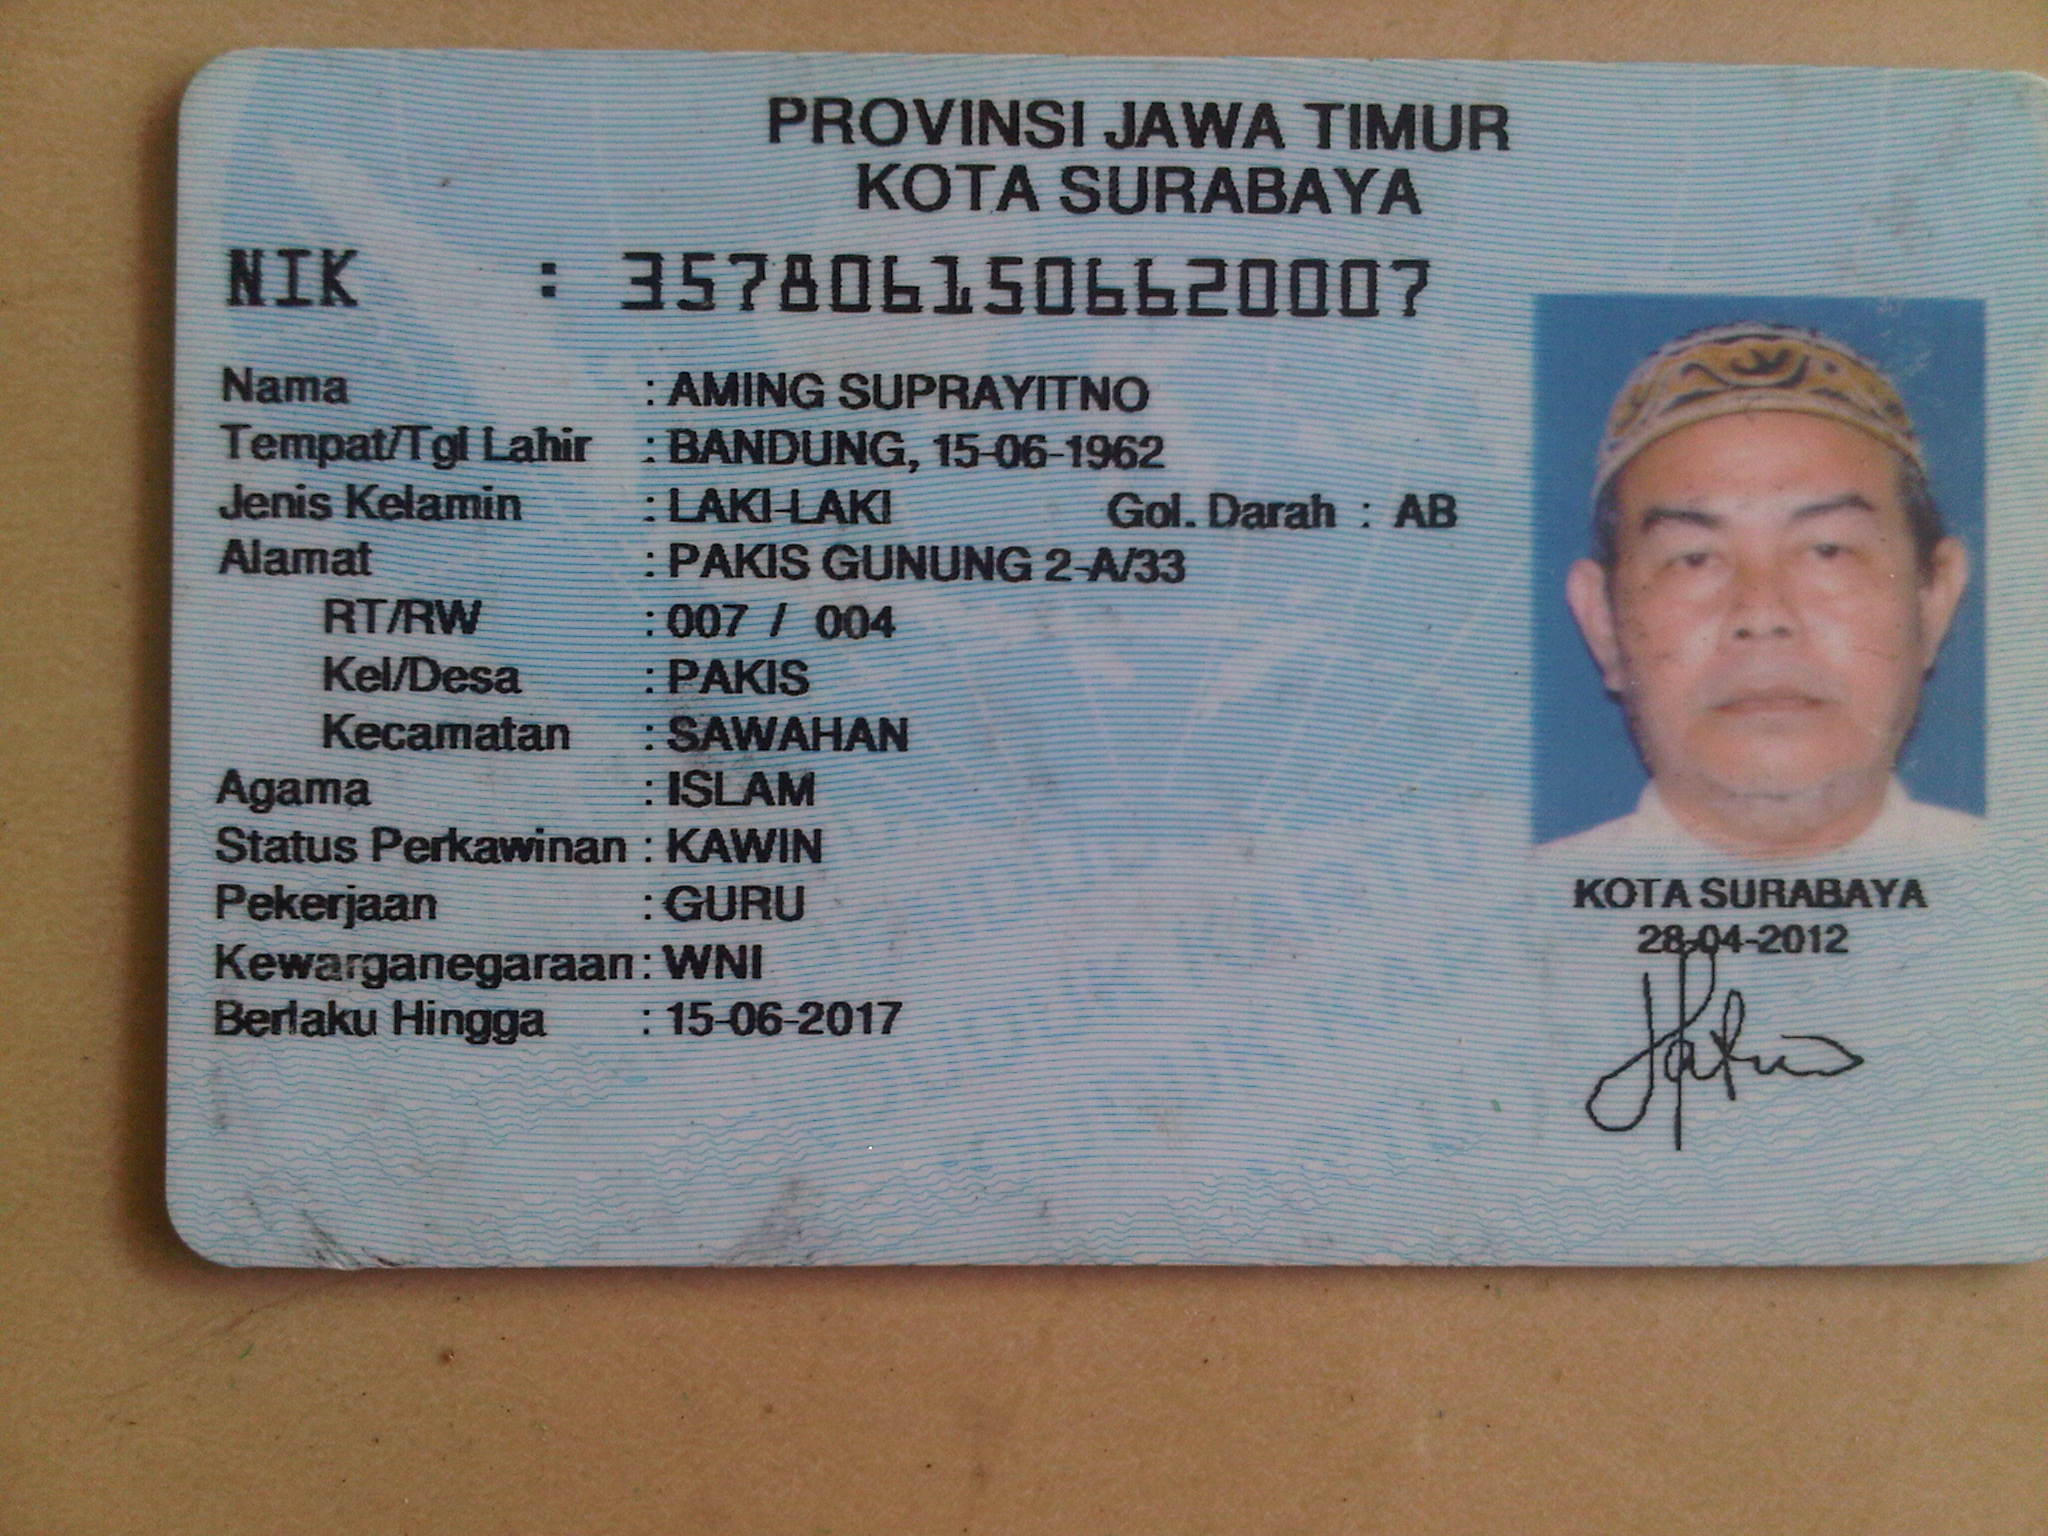 PROVINSI JAWA TIMUR
KOTA SURABAYA
NIK : 3578061506620007
Nama : AMING SUPRAYITNO
Tempat/Tgl Lahir : BANDUNG, 15-06-1962
Jenis Kelamin : LAKI-LAKI Gol. Darah : AB
Alamat : PAKIS GUNUNG 2-A/33
RT/RW : 007 / 004
Kel/Desa : PAKIS
Kecamatan : SAWAHAN
Agama : ISLAM
Status Perkawinan : KAWIN
Pekerjaan : GURU
Kewarganegaraan : WNI
Berlaku Hingga : 15-06-2017
KOTA SURABAYA
28-04-2012